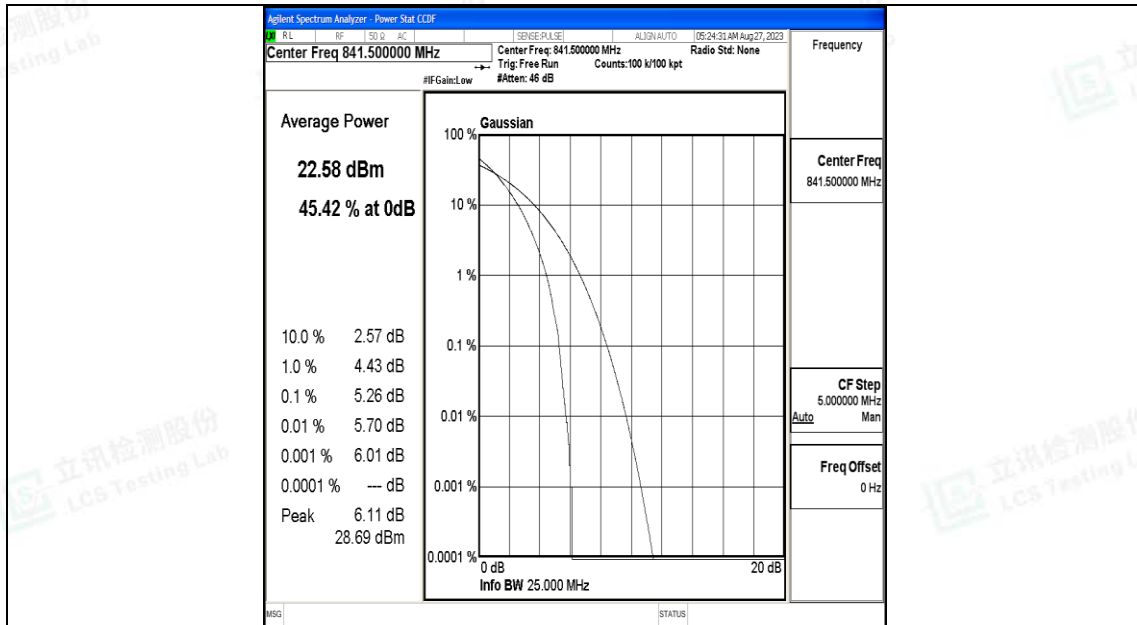 Agilent Spectrum Analyzer - Power Stat CCDF
LXI RL RF 50 Ω AC SENSE:PULSE ALIGN AUTO 05:24:31 AM Aug 27, 2023
Center Freq 841.500000 MHz
Center Freq: 841.500000 MHz Radio Std: None
Trig: Free Run Counts:100 k/100 kpt
#IFGain:Low #Atten: 46 dB
Average Power
22.58 dBm
45.42 % at 0dB
10.0 % 2.57 dB
1.0 % 4.43 dB
0.1 % 5.26 dB
0.01 % 5.70 dB
0.001 % 6.01 dB
0.0001 % --- dB
Peak 6.11 dB
28.69 dBm
Gaussian
100 %
10 %
1 %
0.1 %
0.01 %
0.001 %
0.0001 %
0 dB 20 dB
Info BW 25.000 MHz
Frequency
Center Freq
841.500000 MHz
CF Step
5.000000 MHz
Auto Man
Freq Offset
0 Hz
MSG STATUS
立讯检测股份
LCS Testing Lab
立讯检测股份
LCS Testing